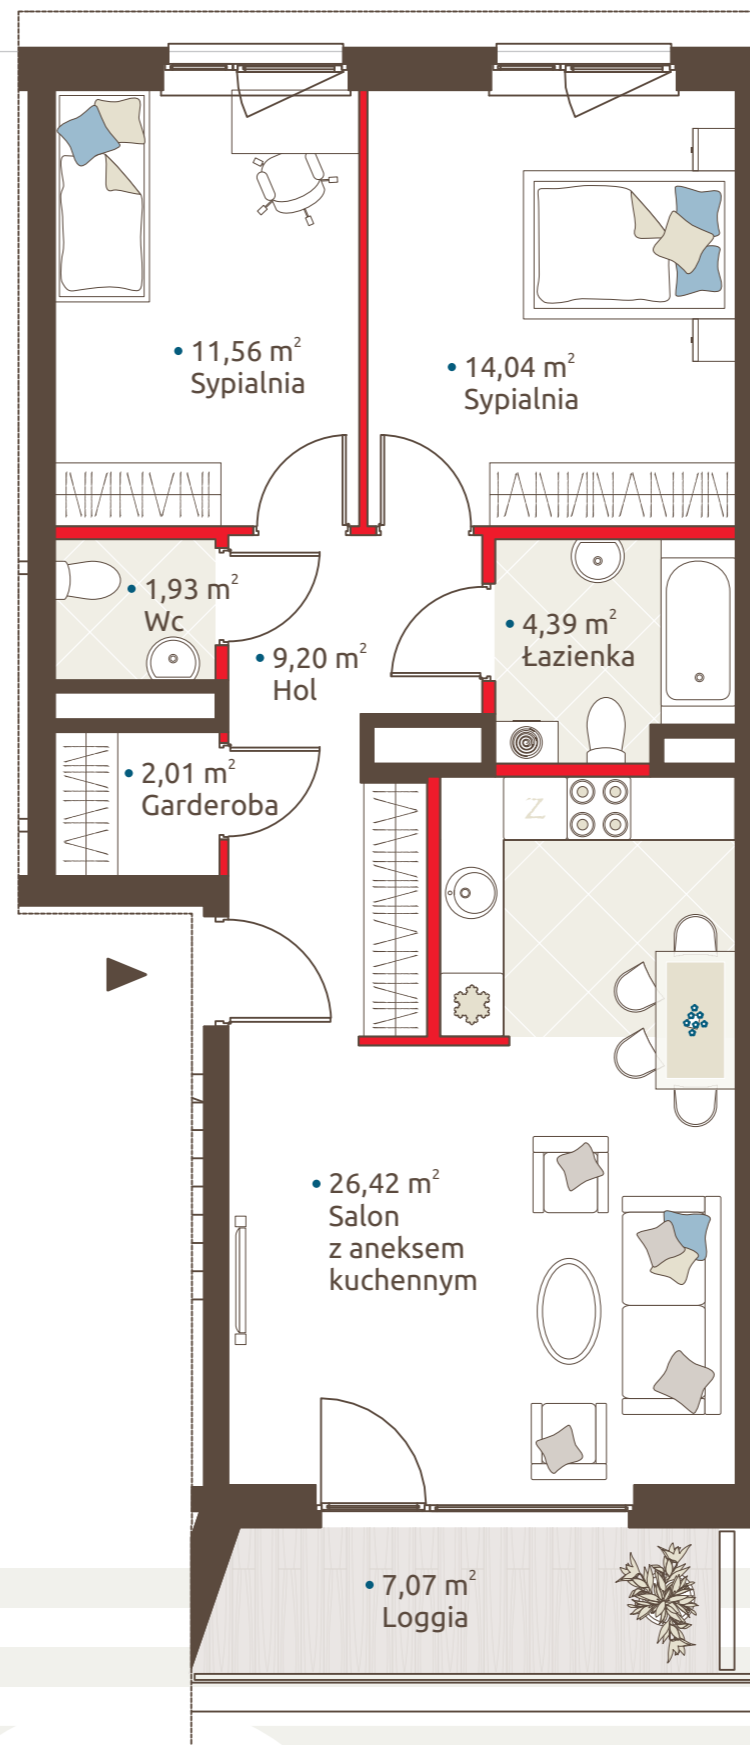 • 11,56 m²
Sypialnia
• 14,04 m²
Sypialnia
• 1,93 m²
Wc
• 4,39 m²
Łazienka
• 9,20 m²
Hol
• 2,01 m²
Garderoba
Z
• 26,42 m²
Salon
z aneksem
kuchennym
• 7,07 m²
Loggia